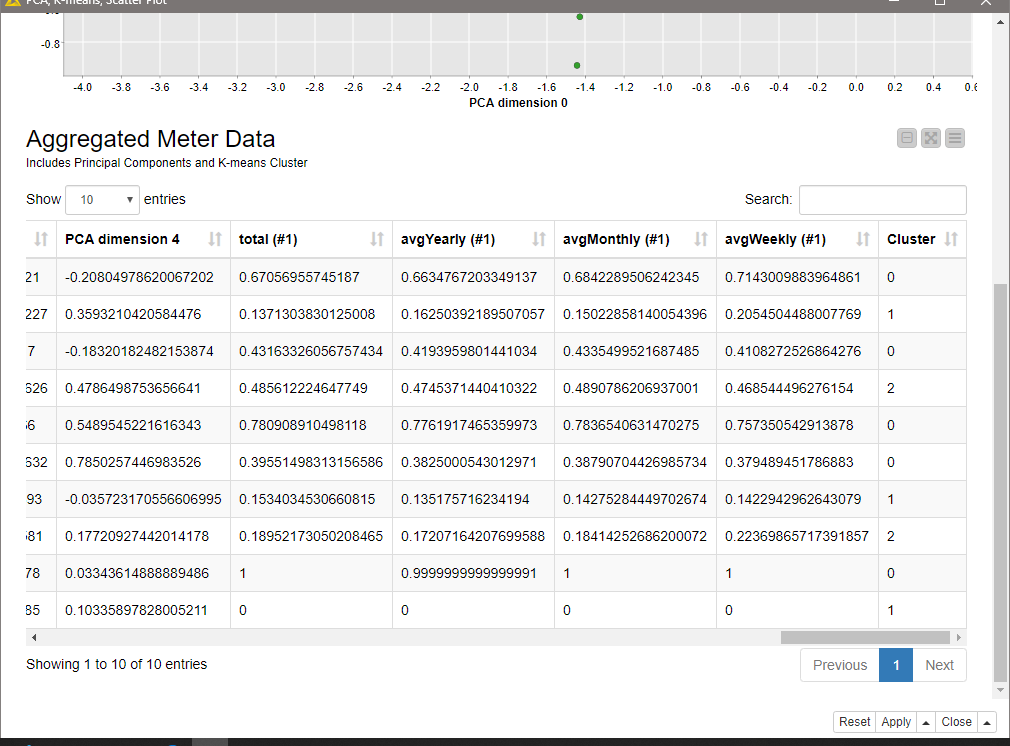 PCA, K-means, Scatter Plot
-0.8
-4.0 -3.8 -3.6 -3.4 -3.2 -3.0 -2.8 -2.6 -2.4 -2.2 -2.0 -1.8 -1.6 -1.4 -1.2 -1.0 -0.8 -0.6 -0.4 -0.2 0.0 0.2 0.4
PCA dimension 0
Aggregated Meter Data
Includes Principal Components and K-means Cluster
Show 10 entries Search:
PCA dimension 4 total (#1) avgYearly (#1) avgMonthly (#1) avgWeekly (#1) Cluster
21 -0.20804978620067202 0.67056955745187 0.6634767203349137 0.6842289506242345 0.7143009883964861 0
227 0.3593210420584476 0.1371303830125008 0.16250392189507057 0.15022858140054396 0.2054504488007769 1
7 -0.18320182482153874 0.43163326056757434 0.4193959801441034 0.4335499521687485 0.4108272526864276 0
626 0.4786498753656641 0.485612224647749 0.4745371440410322 0.4890786206937001 0.468544496276154 2
66 0.5489545221616343 0.780908910498118 0.7761917465359973 0.7836540631470275 0.757350542913878 0
632 0.7850257446983526 0.39551498313156586 0.3825000543012971 0.38790704426985734 0.379489451786883 0
93 -0.035723170556606995 0.1534034530660815 0.135175716234194 0.14275284449702674 0.1422942962643079 1
681 0.17720927442014178 0.18952173050208465 0.17207164207699588 0.18414252686200072 0.22369865717391857 2
78 0.03343614888889486 1 0.9999999999999991 1 1 0
85 0.10335897828005211 0 0 0 0 1
Showing 1 to 10 of 10 entries Previous 1 Next
Reset Apply Close